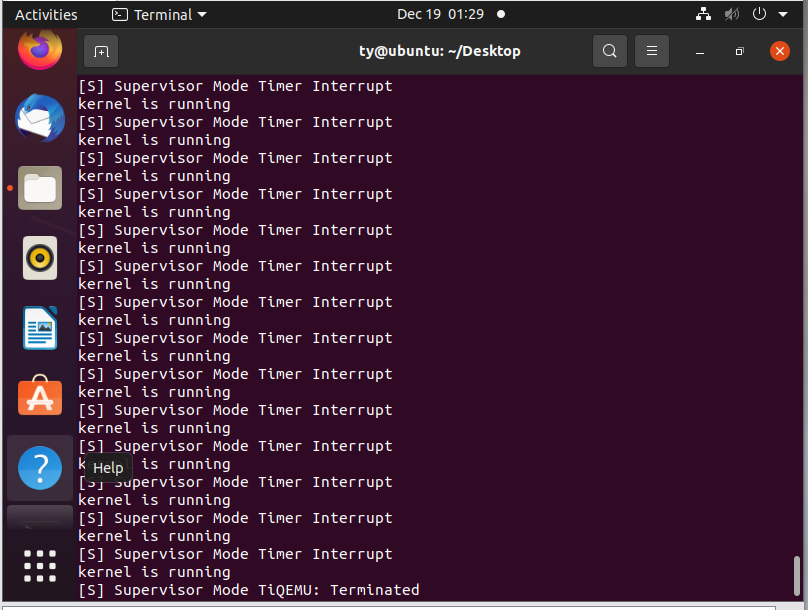 Activities
Terminal
Dec 19 01:29
ty@ubuntu: ~/Desktop
[S] Supervisor Mode Timer Interrupt
kernel is running
[S] Supervisor Mode Timer Interrupt
kernel is running
[S] Supervisor Mode Timer Interrupt
kernel is running
[S] Supervisor Mode Timer Interrupt
kernel is running
[S] Supervisor Mode Timer Interrupt
kernel is running
[S] Supervisor Mode Timer Interrupt
kernel is running
[S] Supervisor Mode Timer Interrupt
kernel is running
[S] Supervisor Mode Timer Interrupt
kernel is running
[S] Supervisor Mode Timer Interrupt
kernel is running
[S] Supervisor Mode Timer Interrupt
kernel is running
[S] Supervisor Mode Timer Interrupt
is running
Help
[S] Supervisor Mode Timer Interrupt
kernel is running
[S] Supervisor Mode Timer Interrupt
kernel is running
[S] Supervisor Mode Timer Interrupt
kernel is running
[S] Supervisor Mode TiQEMU: Terminated